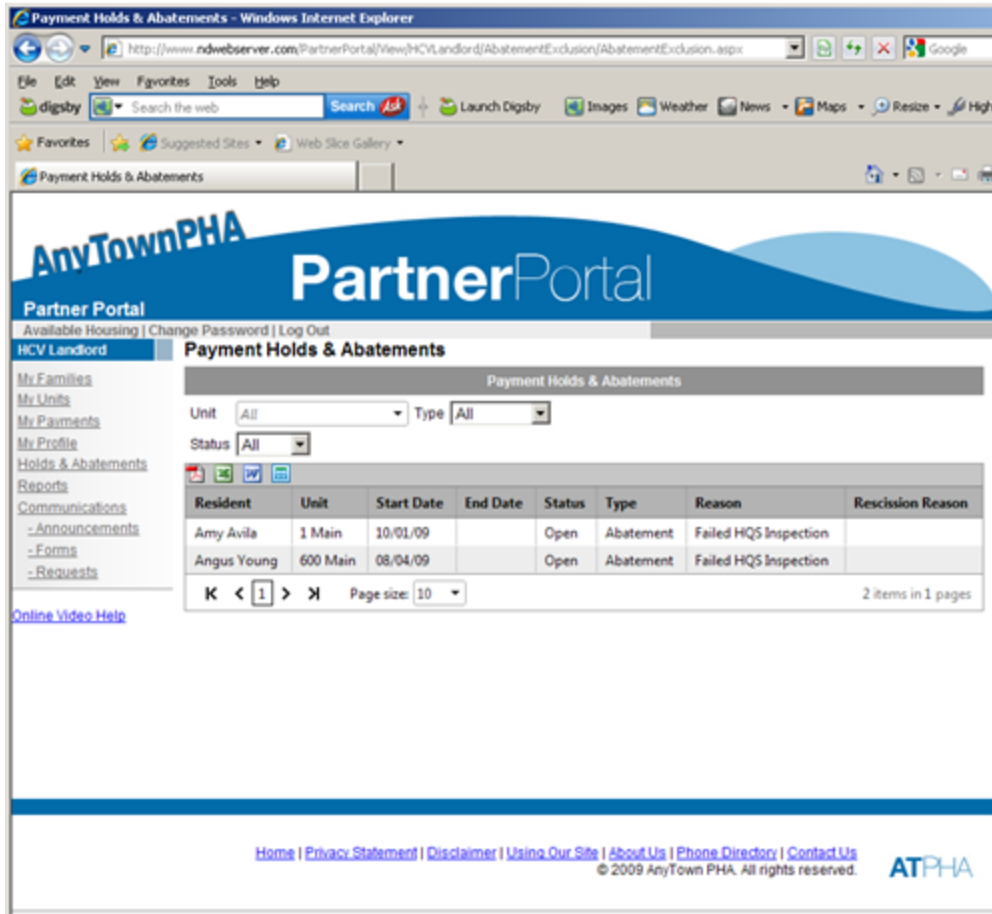 Payment Holds & Abatements - Windows Internet Explorer
http://www.ndwebserver.com/PartnerPortal/View/HCVLandlord/AbatementExclusion/AbatementExclusion.aspx Google
File Edit View Favorites Tools Help
digsby Search the web Search Ask Launch Digsby Images Weather News Maps Resize High
Favorites Suggested Sites Web Slice Gallery
Payment Holds & Abatements
AnyTownPHA
PartnerPortal
Partner Portal
Available Housing | Change Password | Log Out
HCV Landlord
My Families
My Units
My Payments
My Profile
Holds & Abatements
Reports
Communications
- Announcements
- Forms
- Requests
Online Video Help
Payment Holds & Abatements
Payment Holds & Abatements
Unit All Type All
Status All
Resident Unit Start Date End Date Status Type Reason Rescission Reason
Amy Avila 1 Main 10/01/09 Open Abatement Failed HQS Inspection
Angus Young 600 Main 08/04/09 Open Abatement Failed HQS Inspection
1 Page size: 10 2 items in 1 pages
Home | Privacy Statement | Disclaimer | Using Our Site | About Us | Phone Directory | Contact Us
© 2009 AnyTown PHA. All rights reserved.
ATPHA